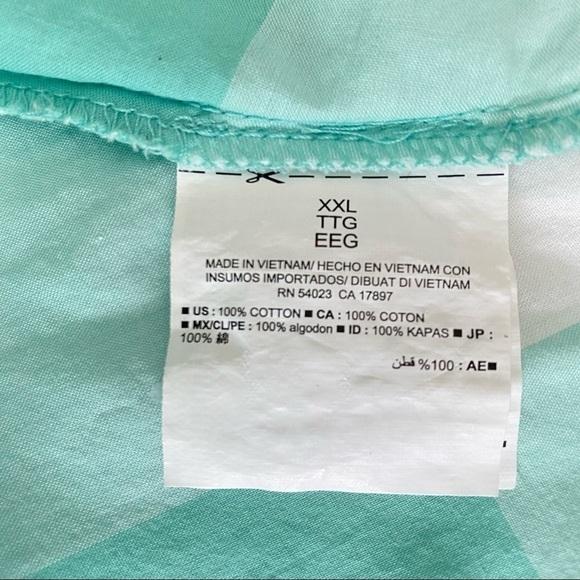 XXL
TTG
EEG
MADE IN VIETNAM/ HECHO EN VIETNAM CON
INSUMOS IMPORTADOS/ DIBUAT DI VIETNAM
RN 54023 CA 17897
■ US : 100% COTTON ■ CA : 100% COTON
■ MX/CL/PE : 100% algodon ■ ID : 100% KAPAS ■ JP :
100% 綿
■AE : 100% قطن